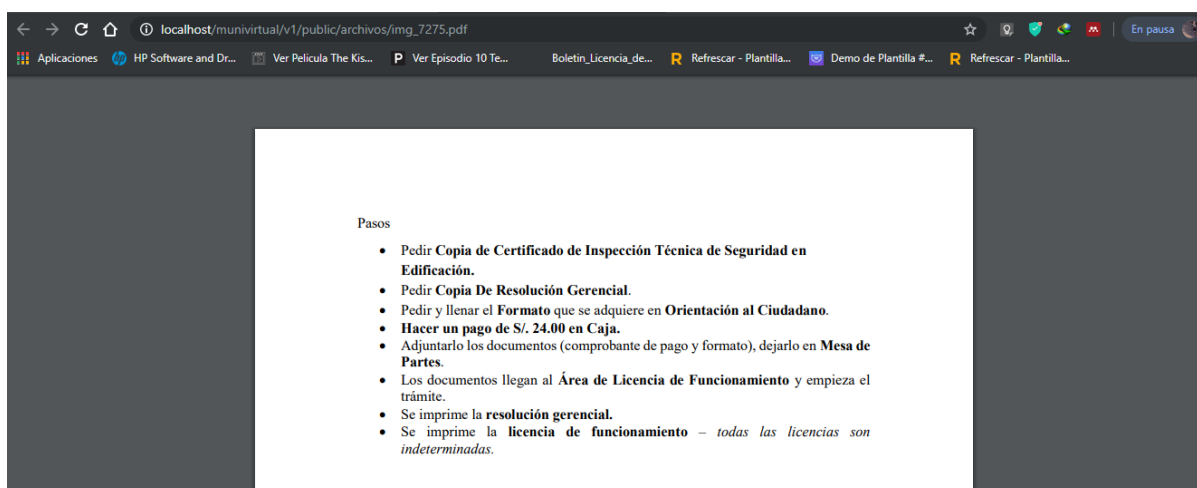 localhost/munivirtual/v1/public/archivos/img_7275.pdf
En pausa
Aplicaciones HP Software and Dr... Ver Pelicula The Kis... Ver Episodio 10 Te... Boletin_Licencia_de... Refrescar - Plantilla... Demo de Plantilla #... Refrescar - Plantilla...
Pasos
• Pedir Copia de Certificado de Inspección Técnica de Seguridad en
Edificación.
• Pedir Copia De Resolución Gerencial.
• Pedir y llenar el Formato que se adquiere en Orientación al Ciudadano.
• Hacer un pago de S/. 24.00 en Caja.
• Adjuntarlo los documentos (comprobante de pago y formato), dejarlo en Mesa de
Partes.
• Los documentos llegan al Área de Licencia de Funcionamiento y empieza el
trámite.
• Se imprime la resolución gerencial.
• Se imprime la licencia de funcionamiento – todas las licencias son
indeterminadas.